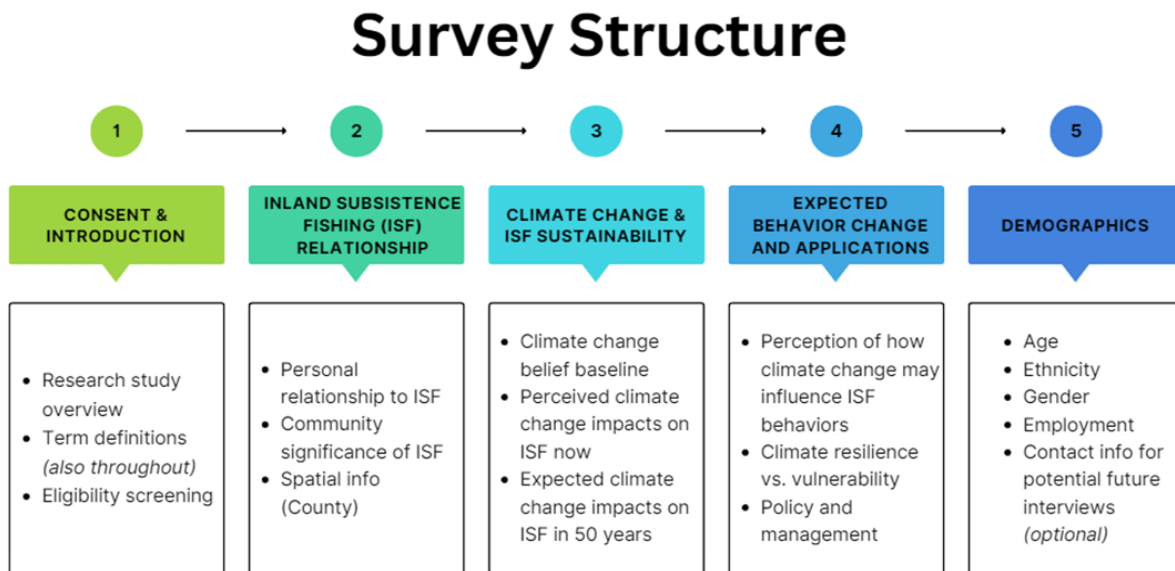 Survey Structure
1
2
3
4
5
CONSENT &
INTRODUCTION
INLAND SUBSISTENCE
FISHING (ISF)
RELATIONSHIP
CLIMATE CHANGE &
ISF SUSTAINABILITY
EXPECTED
BEHAVIOR CHANGE
AND APPLICATIONS
DEMOGRAPHICS
• Research study
overview
• Term definitions
(also throughout)
• Eligibility screening
• Personal
relationship to ISF
• Community
significance of ISF
• Spatial info
(County)
• Climate change
belief baseline
• Perceived climate
change impacts on
ISF now
• Expected climate
change impacts on
ISF in 50 years
• Perception of how
climate change may
influence ISF
behaviors
• Climate resilience
vs. vulnerability
• Policy and
management
• Age
• Ethnicity
• Gender
• Employment
• Contact info for
potential future
interviews
(optional)